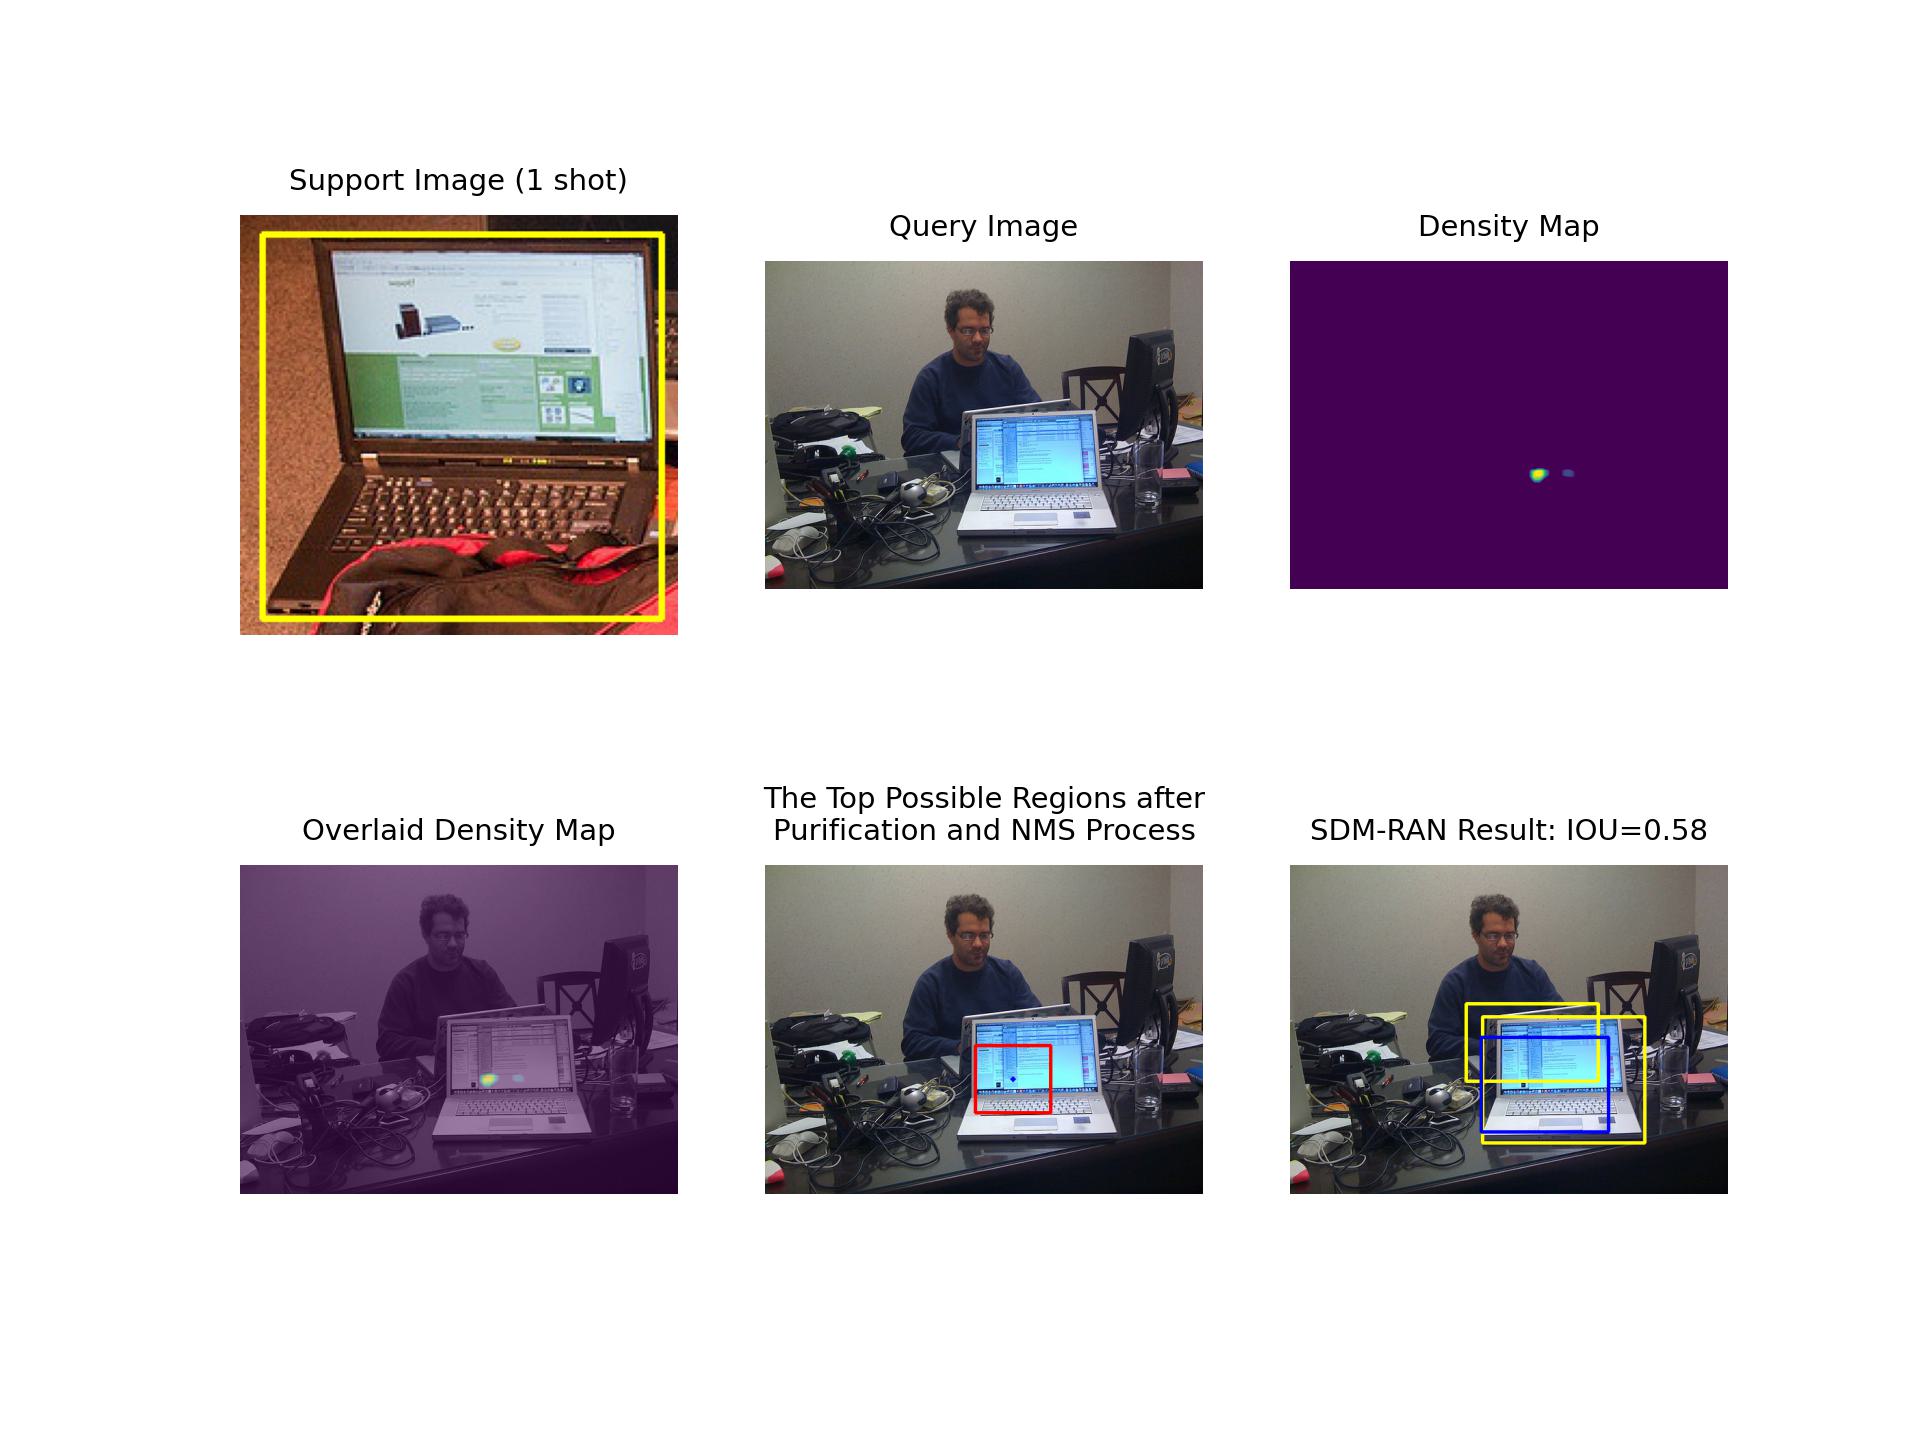 Support Image (1 shot)
Query Image
Density Map
woot!
Overlaid Density Map
The Top Possible Regions after
Purification and NMS Process
SDM-RAN Result: IOU=0.58